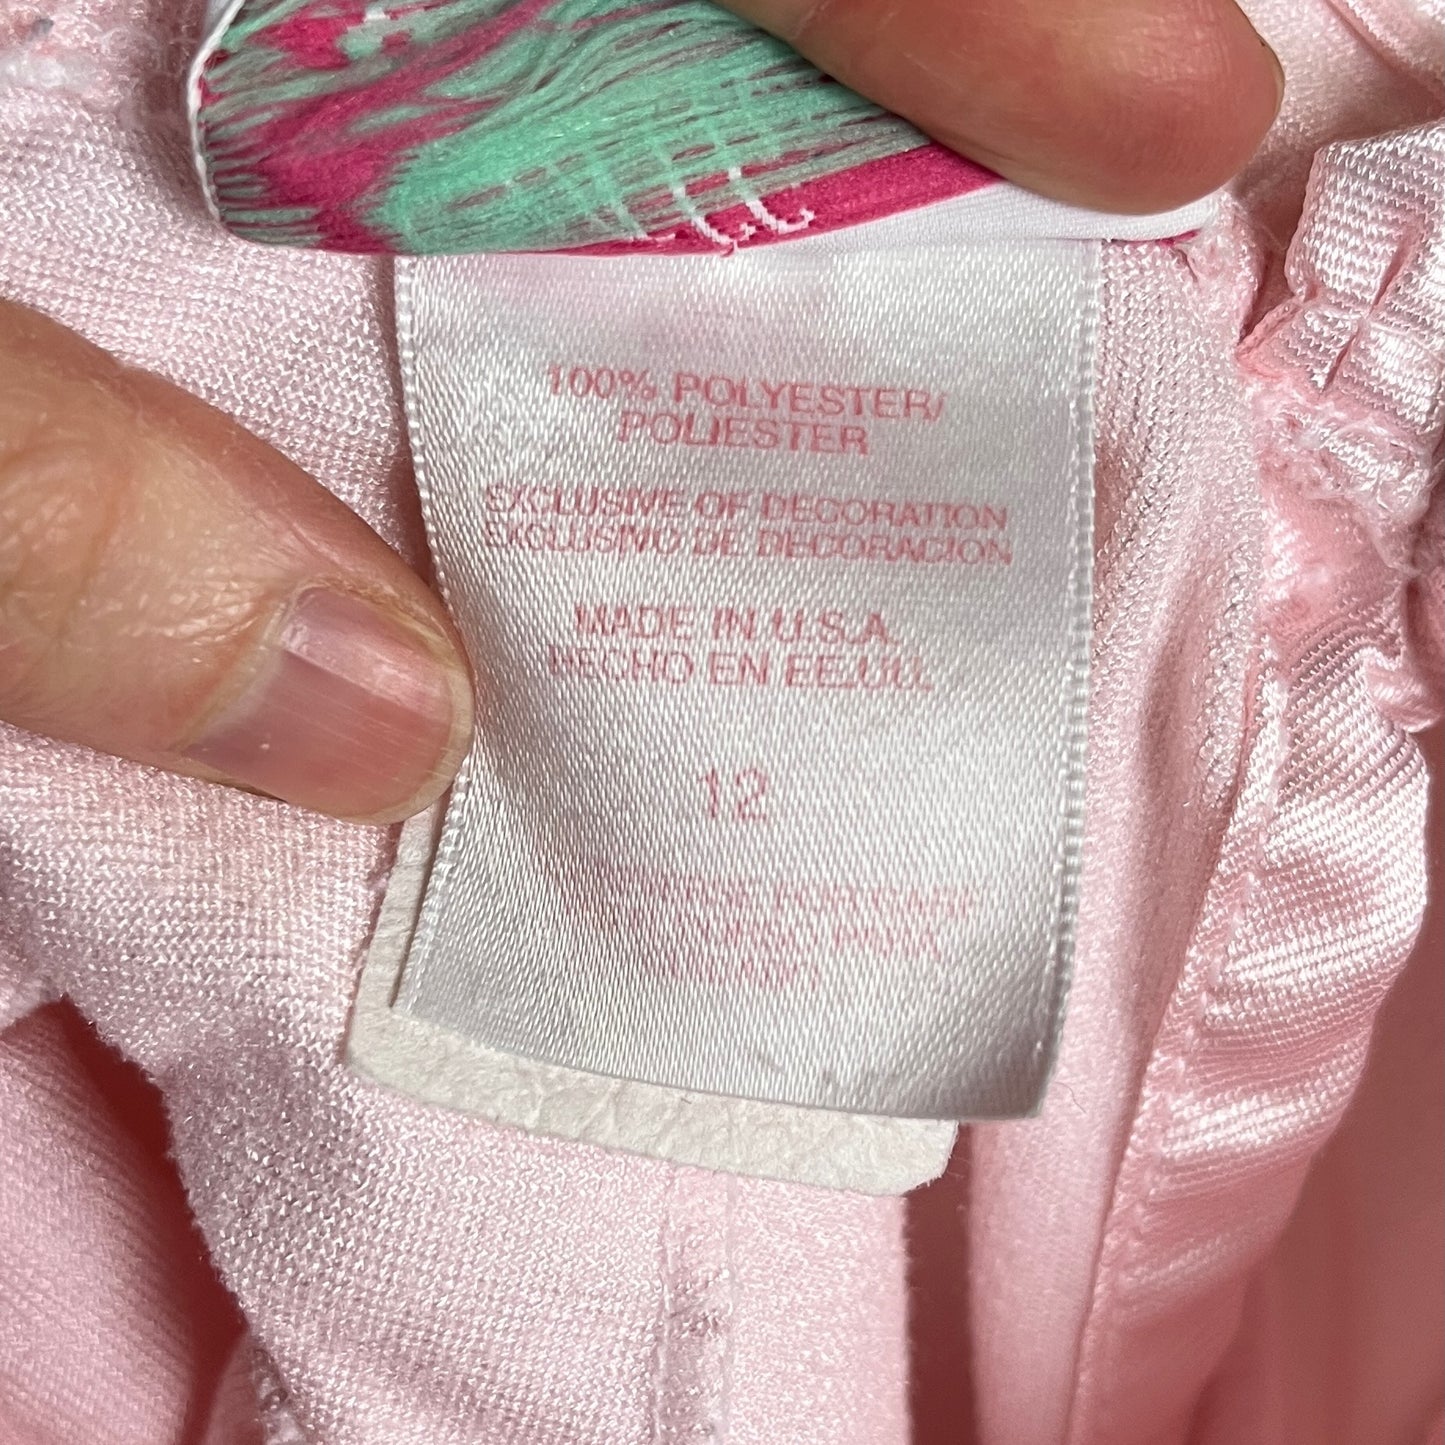 100% POLYESTER/
POLIESTER
EXCLUSIVE OF DECORATION
EXCLUSIVO DE DECORACION
MADE IN U.S.A.
HECHO EN EE.UU.
12